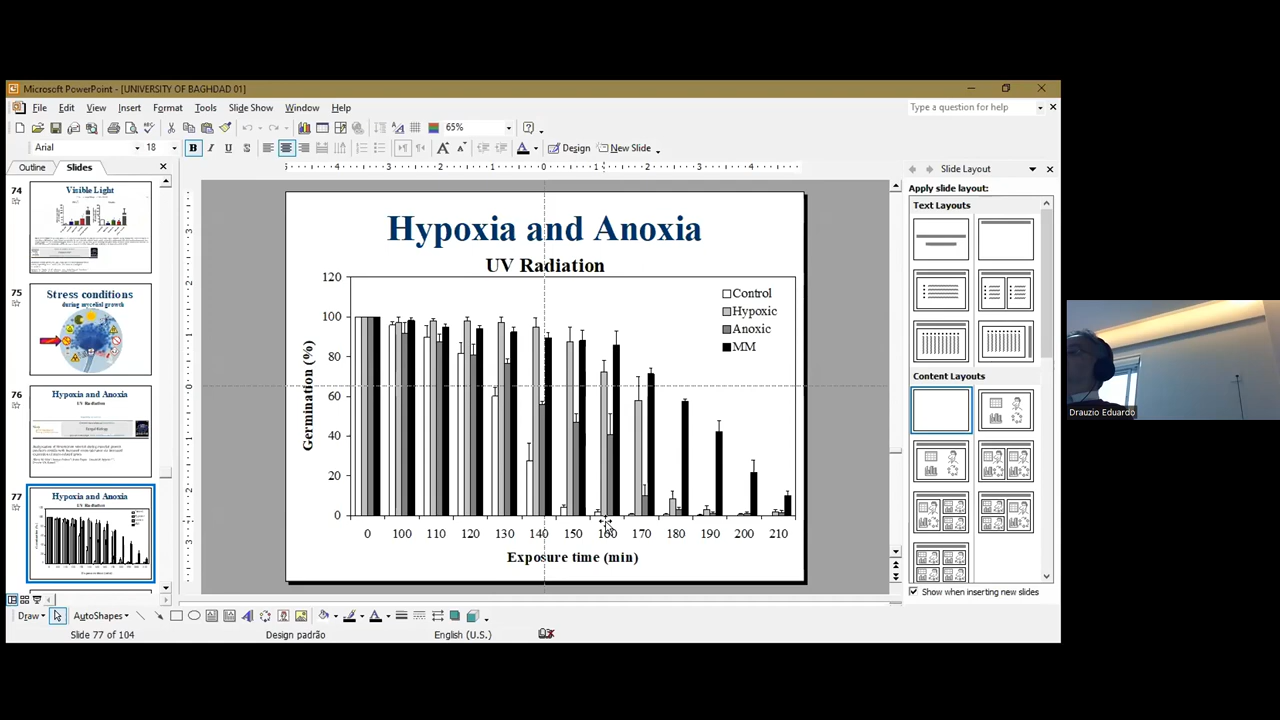 Microsoft PowerPoint - [UNIVERSITY OF BAGHDAD 01]
File Edit View Insert Format Tools Slide Show Window Help
Type a question for help
65%
Arial 18 B I U S A A A Design New Slide
Outline Slides
Slide Layout
Apply slide layout:
Text Layouts
Content Layouts
Show when inserting new slides
74
Visible Light
75
Stress conditions
during mycelial growth
76
Hypoxia and Anoxia
UV Radiation
Fungal Biology
77
Hypoxia and Anoxia
UV Radiation
Hypoxia and Anoxia
UV Radiation
Control
Hypoxic
Anoxic
MM
Germination (%)
120
100
80
60
40
20
0
0 100 110 120 130 140 150 160 170 180 190 200 210
Exposure time (min)
Draw AutoShapes
Slide 77 of 104 Design padrão English (U.S.)
Drauzio Eduardo